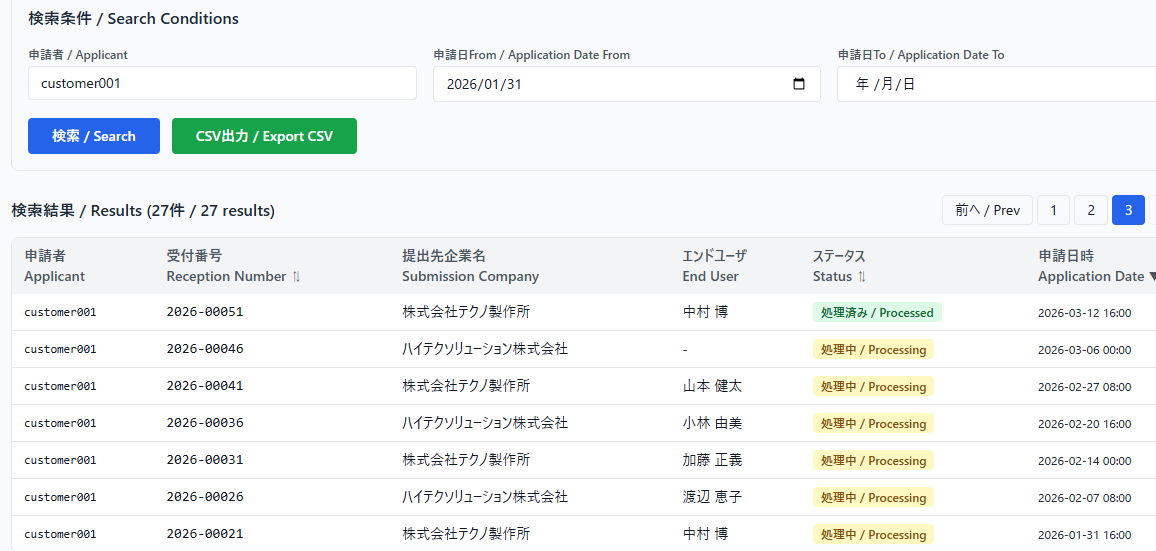 検索条件 / Search Conditions
申請者 / Applicant
申請日From / Application Date From
申請日To / Application Date To
customer001
2026/01/31
年 /月/日
検索 / Search
CSV出力 / Export CSV
検索結果 / Results (27件 / 27 results)
前へ / Prev
1
2
3
申請者
Applicant
受付番号
Reception Number ⇅
提出先企業名
Submission Company
エンドユーザ
End User
ステータス
Status ⇅
申請日時
Application Date ▼
customer001 2026-00051 株式会社テクノ製作所 中村 博 処理済み / Processed 2026-03-12 16:00
customer001 2026-00046 ハイテクソリューション株式会社 - 処理中 / Processing 2026-03-06 00:00
customer001 2026-00041 株式会社テクノ製作所 山本 健太 処理中 / Processing 2026-02-27 08:00
customer001 2026-00036 ハイテクソリューション株式会社 小林 由美 処理中 / Processing 2026-02-20 16:00
customer001 2026-00031 株式会社テクノ製作所 加藤 正義 処理中 / Processing 2026-02-14 00:00
customer001 2026-00026 ハイテクソリューション株式会社 渡辺 恵子 処理中 / Processing 2026-02-07 08:00
customer001 2026-00021 株式会社テクノ製作所 中村 博 処理中 / Processing 2026-01-31 16:00